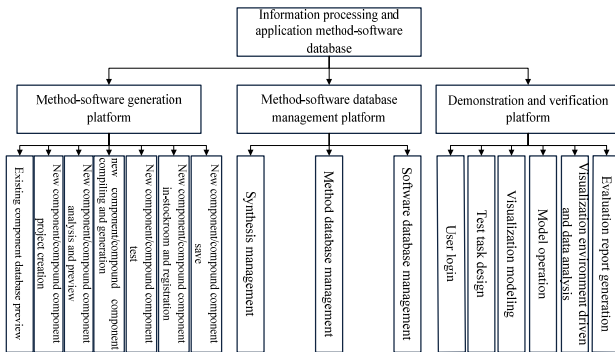 Information processing and
application method-software
database
Method-software generation
platform
Method-software database
management platform
Demonstration and verification
platform
Existing component database preview
New component/compound component
project creation
New component/compound component
analysis and preview
new component/compound component
compiling and generation
New component/compound component
test
New component/compound component
in-stockroom and registration
New component/compound component
save
Synthesis management
Method database management
Software database management
User login
Test task design
Visualization modeling
Model operation
Visualization environment driven
and data analysis
Evaluation report generation